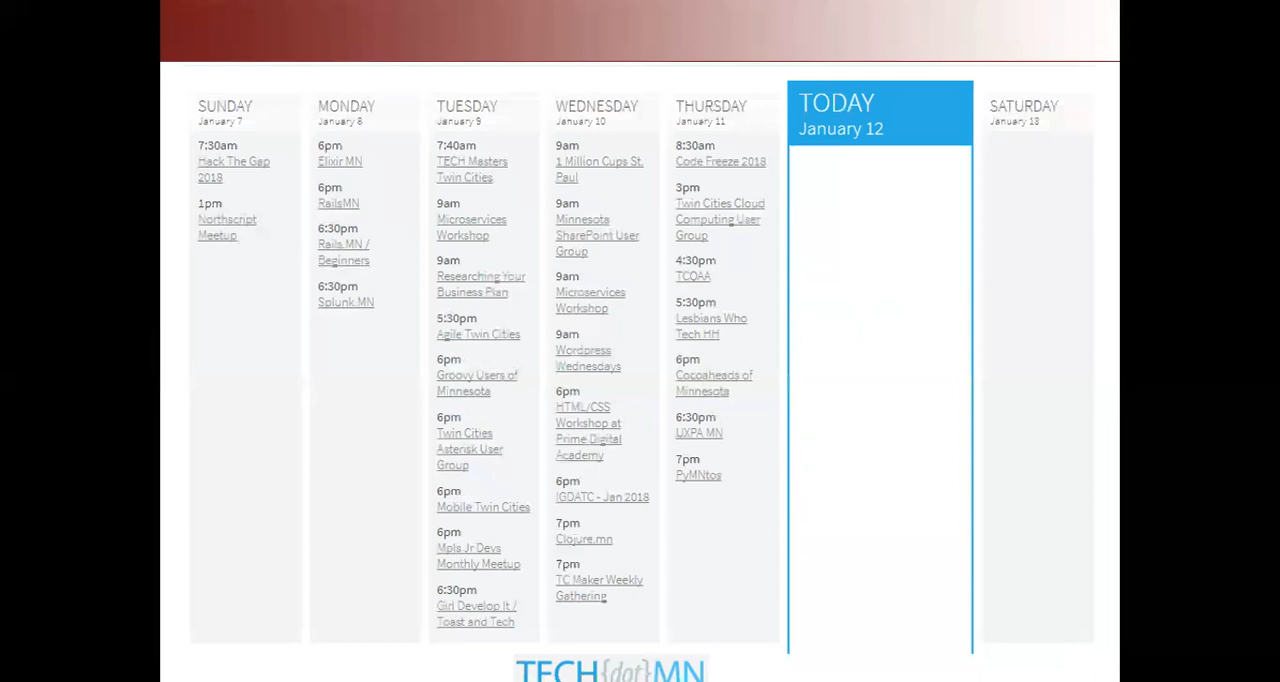 SUNDAY
January 7
7:30am
Hack The Gap
2018
1pm
Northscript
Meetup
MONDAY
January 8
6pm
Elixir MN
6pm
RailsMN
6:30pm
Rails.MN /
Beginners
6:30pm
Splunk.MN
TUESDAY
January 9
7:40am
TECH Masters
Twin Cities
9am
Microservices
Workshop
9am
Researching Your
Business Plan
5:30pm
Agile Twin Cities
6pm
Groovy Users of
Minnesota
6pm
Twin Cities
Asterisk User
Group
6pm
Mobile Twin Cities
6pm
Mpls Jr Devs
Monthly Meetup
6:30pm
Girl Develop It /
Toast and Tech
WEDNESDAY
January 10
9am
1 Million Cups St.
Paul
9am
Minnesota
SharePoint User
Group
9am
Microservices
Workshop
9am
Wordpress
Wednesdays
6pm
HTML/CSS
Workshop at
Prime Digital
Academy
6pm
IGDATC - Jan 2018
7pm
Clojure.mn
7pm
TC Maker Weekly
Gathering
THURSDAY
January 11
8:30am
Code Freeze 2018
3pm
Twin Cities Cloud
Computing User
Group
4:30pm
TCQAA
5:30pm
Lesbians Who
Tech HH
6pm
Cocoaheads of
Minnesota
6:30pm
UXPA MN
7pm
PyMNtos
TODAY
January 12
SATURDAY
January 13
TECH{dot}MN